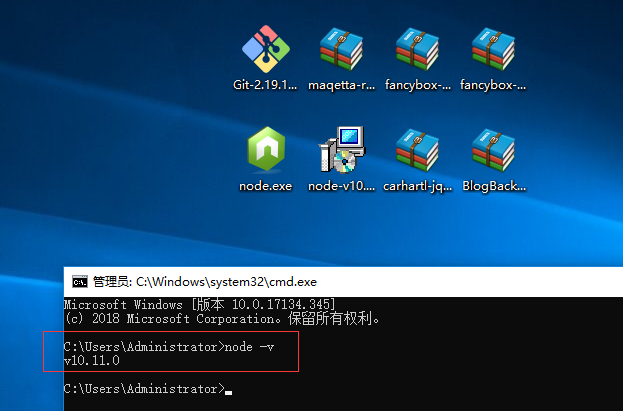 Git-2.19.1...
maqetta-r...
fancybox-...
fancybox-...
node.exe
node-v10....
carhartl-jq...
BlogBack...
管理员: C:\Windows\system32\cmd.exe
Microsoft Windows [版本 10.0.17134.345]
(c) 2018 Microsoft Corporation。保留所有权利。
C:\Users\Administrator>node -v
v10.11.0
C:\Users\Administrator>